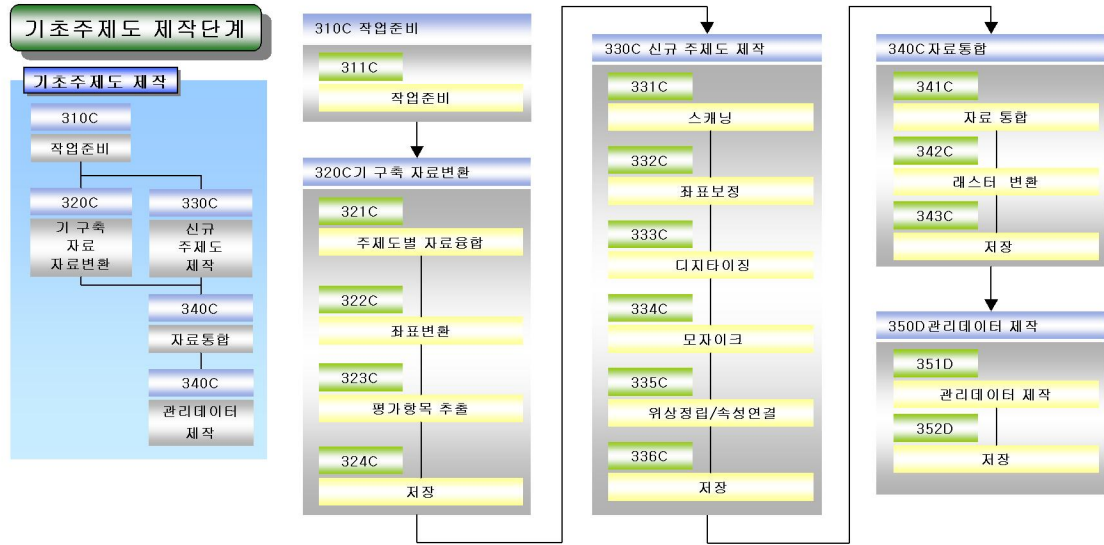 기초주제도 제작단계
기초주제도 제작
310C
작업준비
320C
기 구축
자료
자료변환
330C
신규
주제도
제작
340C
자료통합
340C
관리데이터
제작
310C 작업준비
311C
작업준비
320C기 구축 자료변환
321C
주제도별 자료융합
322C
좌표변환
323C
평가항목 추출
324C
저장
330C 신규 주제도 제작
331C
스캐닝
332C
좌표보정
333C
디지타이징
334C
모자이크
335C
위상정립/속성연결
336C
저장
340C자료통합
341C
자료 통합
342C
래스터 변환
343C
저장
350D관리데이터 제작
351D
관리데이터 제작
352D
저장